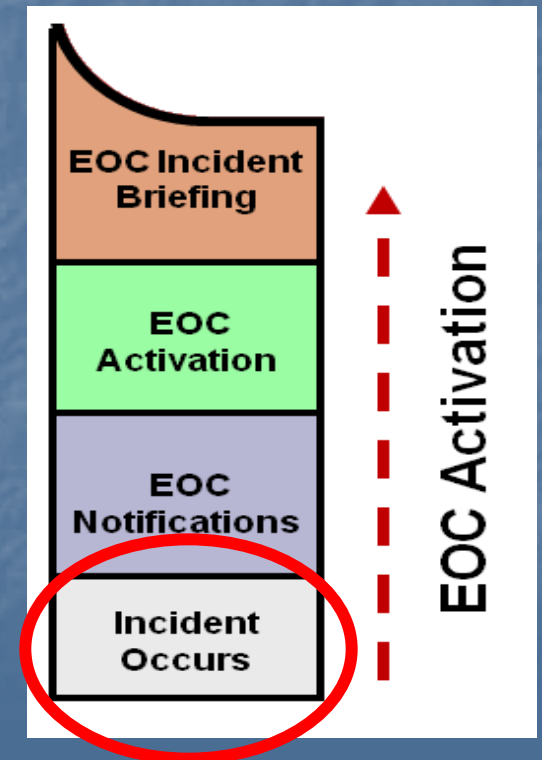 EOC Incident
Briefing
EOC
Activation
EOC
Notifications
Incident
Occurs
EOC Activation